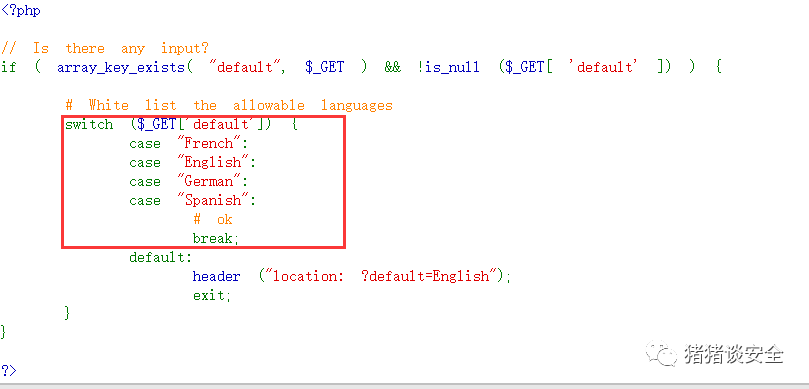 <?php
// Is there any input?
if ( array_key_exists( "default", $_GET ) && !is_null ($_GET[ 'default' ]) ) {
# White list the allowable languages
switch ($_GET['default']) {
case "French":
case "English":
case "German":
case "Spanish":
# ok
break;
default:
header ("location: ?default=English");
exit;
}
}
?>
猪猪谈安全